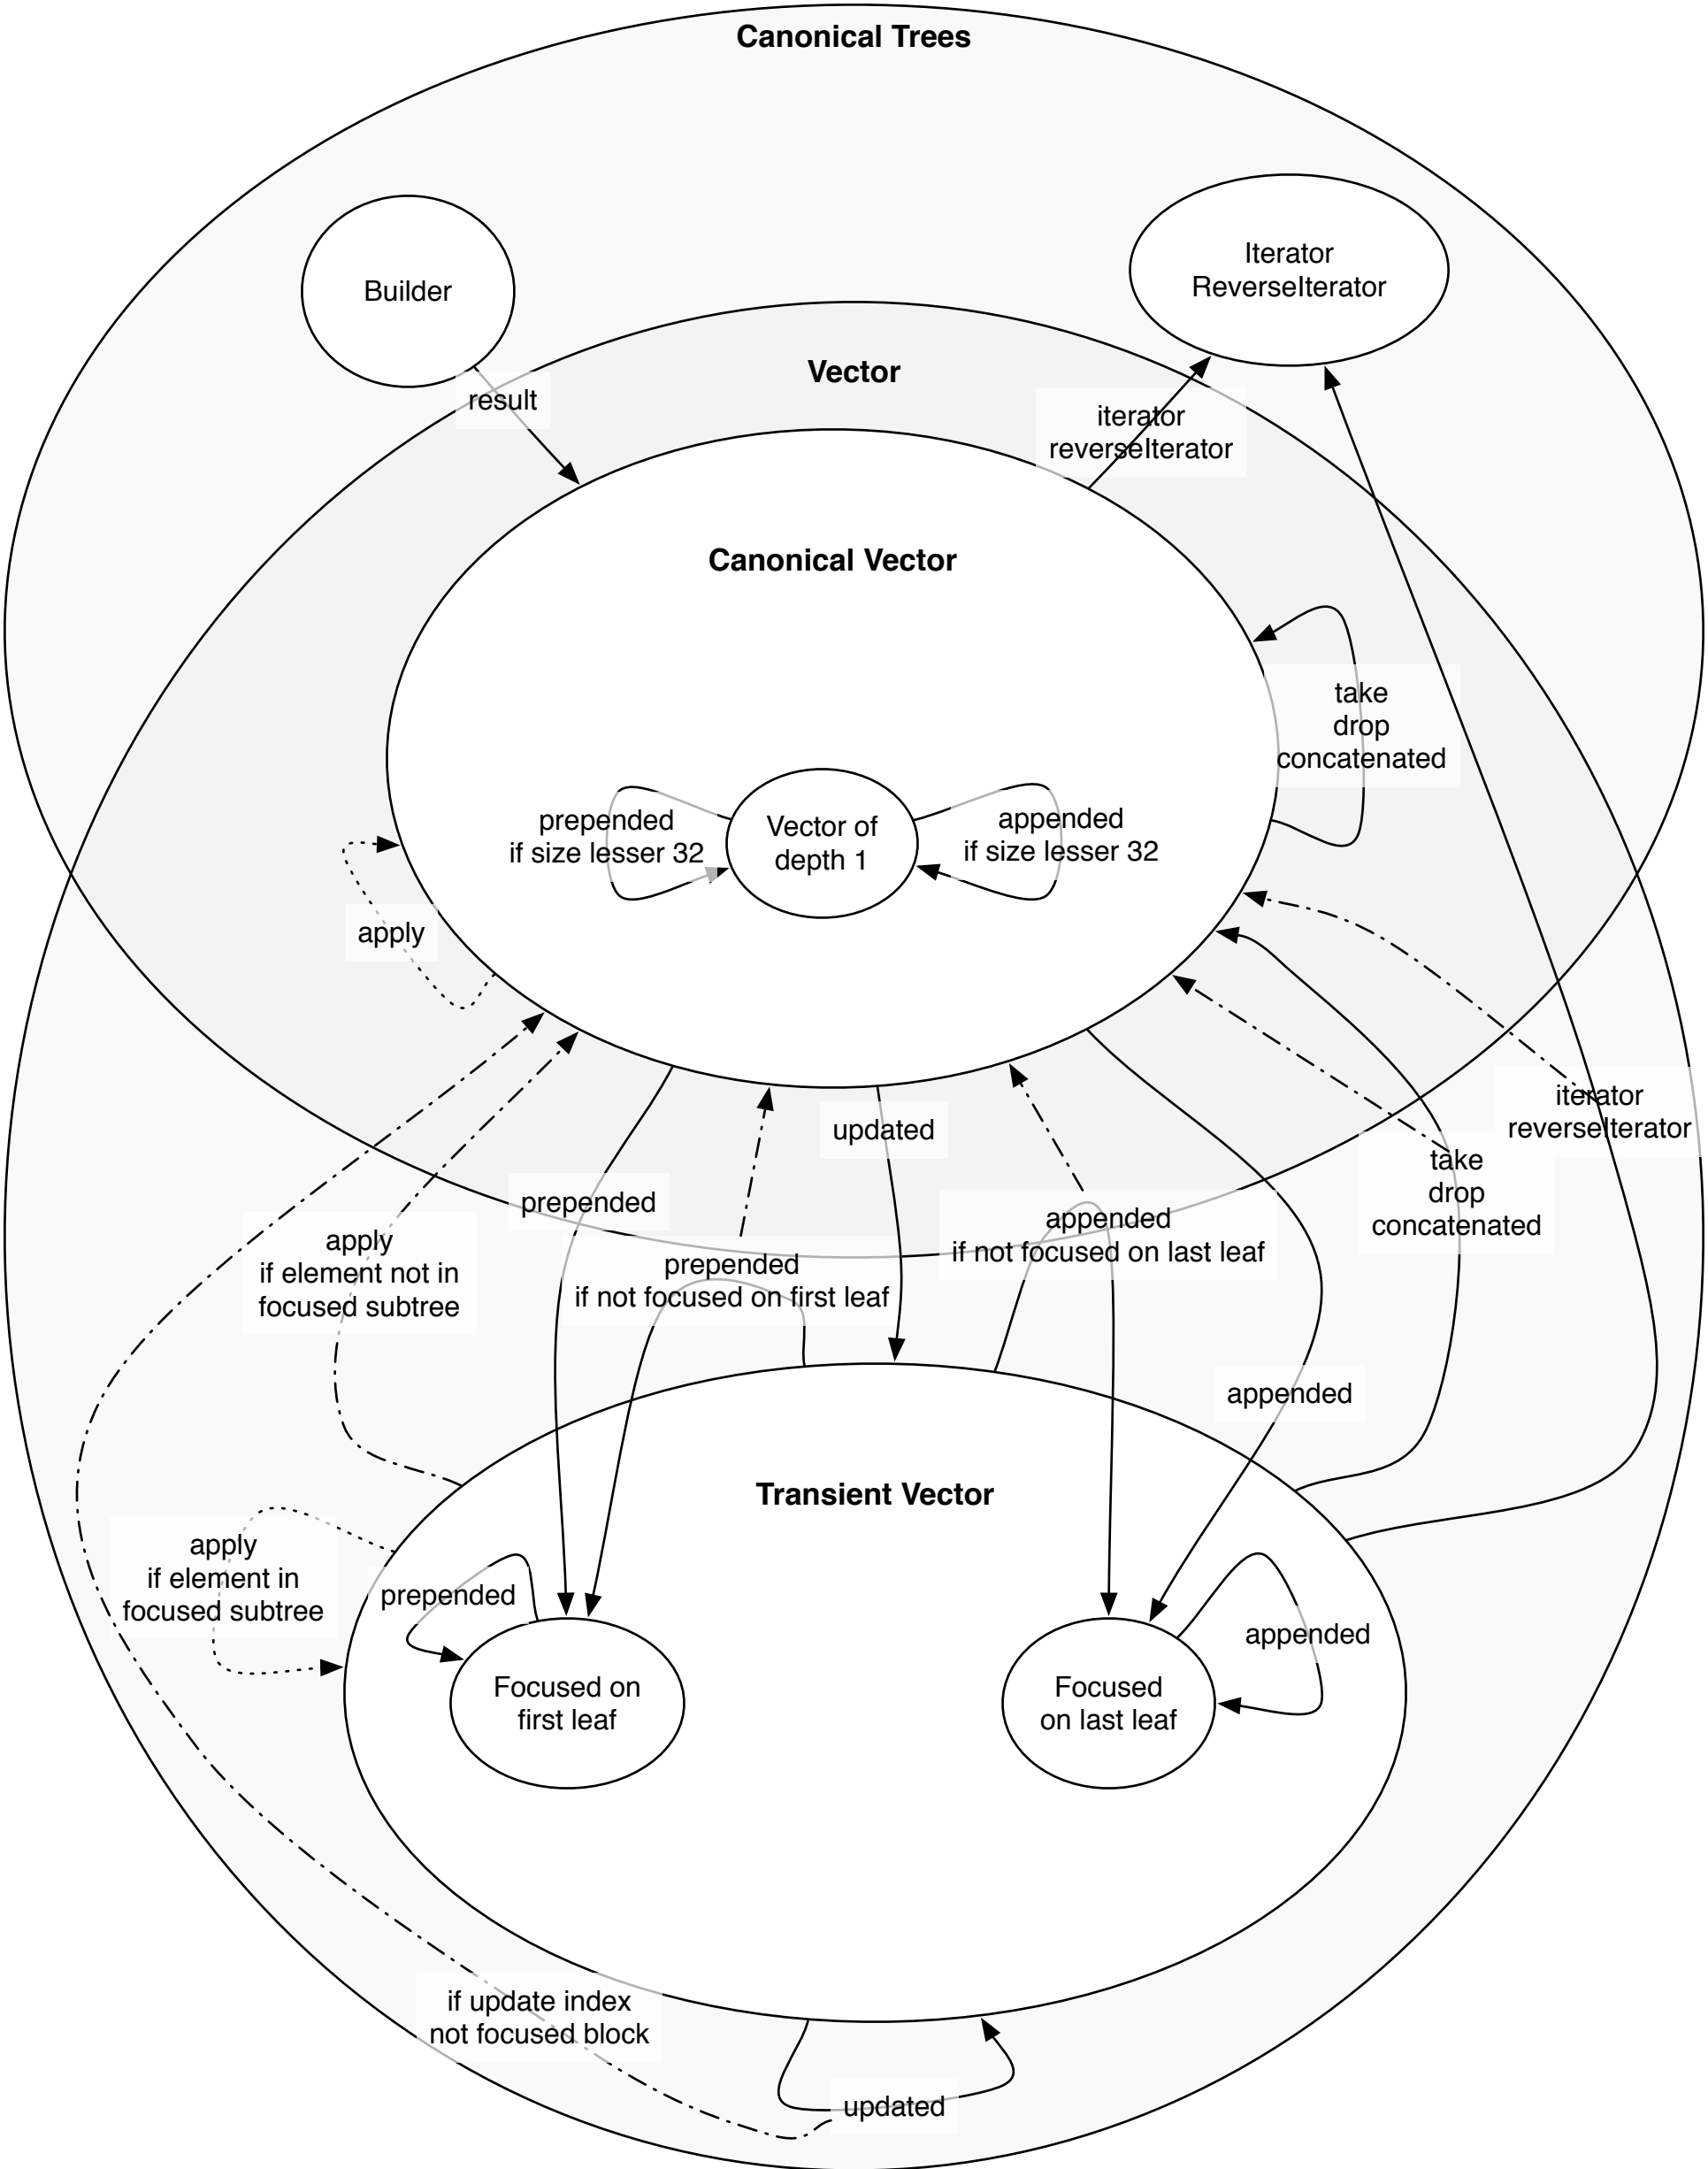 Canonical Trees
Builder
Iterator
ReverseIterator
Vector
result
iterator
reverseIterator
Canonical Vector
take
drop
concatenated
prepended
if size lesser 32
Vector of
depth 1
appended
if size lesser 32
apply
iterator
reverseIterator
updated
take
drop
concatenated
prepended
appended
if not focused on last leaf
apply
if element not in
focused subtree
prepended
if not focused on first leaf
appended
Transient Vector
apply
if element in
focused subtree
prepended
appended
Focused on
first leaf
Focused
on last leaf
if update index
not focused block
updated